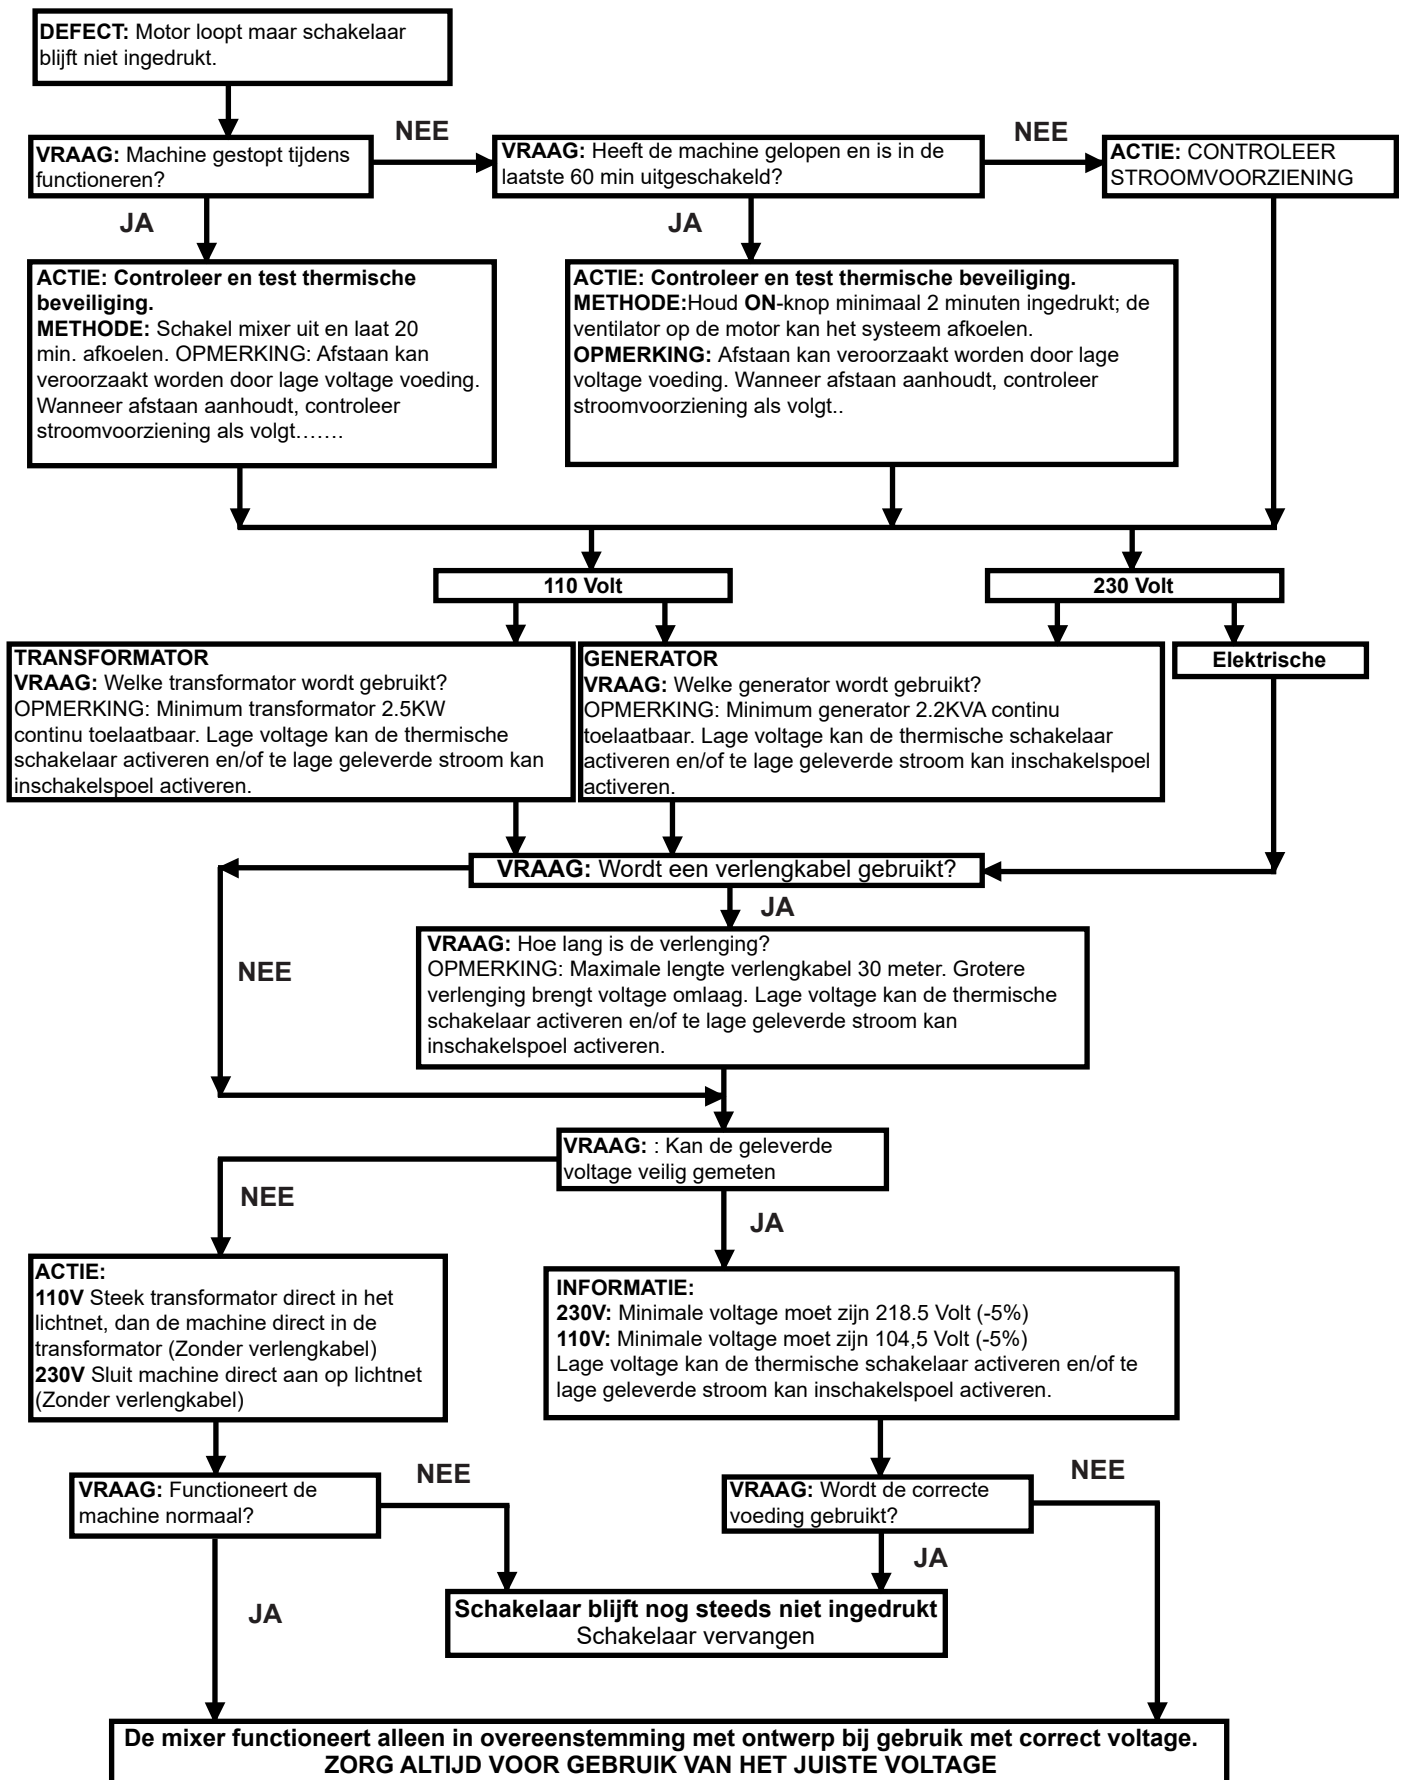 DEFECT: Motor loopt maar schakelaar
blijft niet ingedrukt.
NEE
NEE
VRAAG: Machine gestopt tijdens
functioneren?
VRAAG: Heeft de machine gelopen en is in de
laatste 60 min uitgeschakeld?
ACTIE: CONTROLEER
STROOMVOORZIENING
JA
JA
ACTIE: Controleer en test thermische
beveiliging.
METHODE: Schakel mixer uit en laat 20
min. afkoelen. OPMERKING: Afstaan kan
veroorzaakt worden door lage voltage voeding.
Wanneer afstaan aanhoudt, controleer
stroomvoorziening als volgt…….
ACTIE: Controleer en test thermische beveiliging.
METHODE:Houd ON-knop minimaal 2 minuten ingedrukt; de
ventilator op de motor kan het systeem afkoelen.
OPMERKING: Afstaan kan veroorzaakt worden door lage
voltage voeding. Wanneer afstaan aanhoudt, controleer
stroomvoorziening als volgt..
110 Volt
230 Volt
TRANSFORMATOR
VRAAG: Welke transformator wordt gebruikt?
OPMERKING: Minimum transformator 2.5KW
continu toelaatbaar. Lage voltage kan de thermische
schakelaar activeren en/of te lage geleverde stroom kan
inschakelspoel activeren.
GENERATOR
VRAAG: Welke generator wordt gebruikt?
OPMERKING: Minimum generator 2.2KVA continu
toelaatbaar. Lage voltage kan de thermische schakelaar
activeren en/of te lage geleverde stroom kan inschakelspoel
activeren.
Elektrische
VRAAG: Wordt een verlengkabel gebruikt?
JA
NEE
VRAAG: Hoe lang is de verlenging?
OPMERKING: Maximale lengte verlengkabel 30 meter. Grotere
verlenging brengt voltage omlaag. Lage voltage kan de thermische
schakelaar activeren en/of te lage geleverde stroom kan
inschakelspoel activeren.
VRAAG: : Kan de geleverde
voltage veilig gemeten
NEE
JA
ACTIE:
110V Steek transformator direct in het
lichtnet, dan de machine direct in de
transformator (Zonder verlengkabel)
230V Sluit machine direct aan op lichtnet
(Zonder verlengkabel)
INFORMATIE:
230V: Minimale voltage moet zijn 218.5 Volt (-5%)
110V: Minimale voltage moet zijn 104,5 Volt (-5%)
Lage voltage kan de thermische schakelaar activeren en/of te
lage geleverde stroom kan inschakelspoel activeren.
VRAAG: Functioneert de
machine normaal?
NEE
VRAAG: Wordt de correcte
voeding gebruikt?
NEE
JA
JA
Schakelaar blijft nog steeds niet ingedrukt
Schakelaar vervangen
De mixer functioneert alleen in overeenstemming met ontwerp bij gebruik met correct voltage.
ZORG ALTIJD VOOR GEBRUIK VAN HET JUISTE VOLTAGE